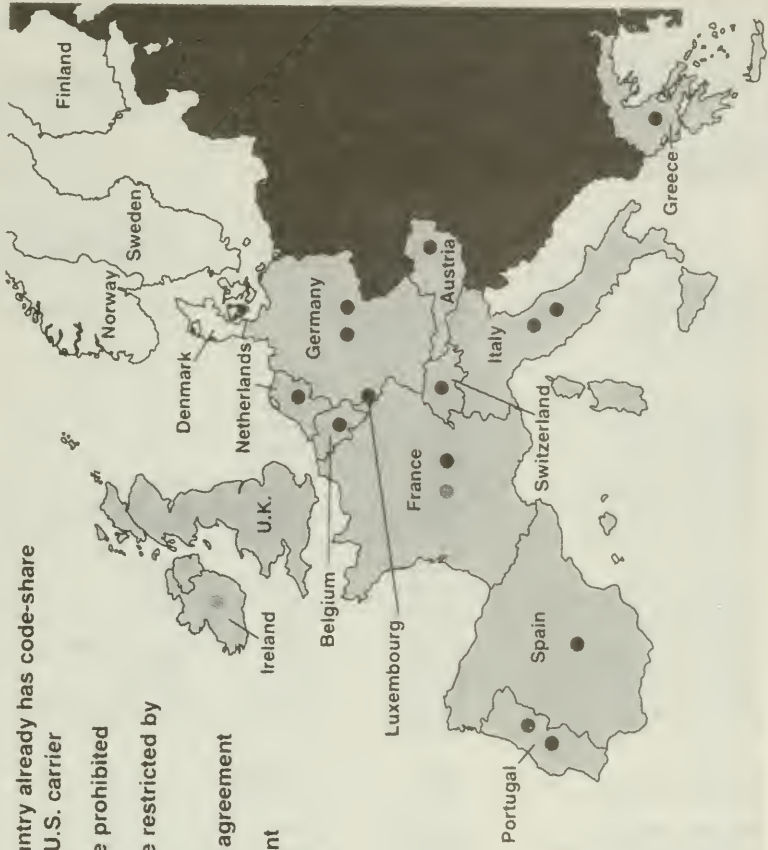 ntry already has code-share
U.S. carrier
e prohibited
e restricted by
agreement
nt
Finland
Sweden
Norway
Denmark
Netherlands
Germany
Austria
Italy
Greece
Switzerland
France
U.K.
Ireland
Belgium
Luxembourg
Spain
Portugal